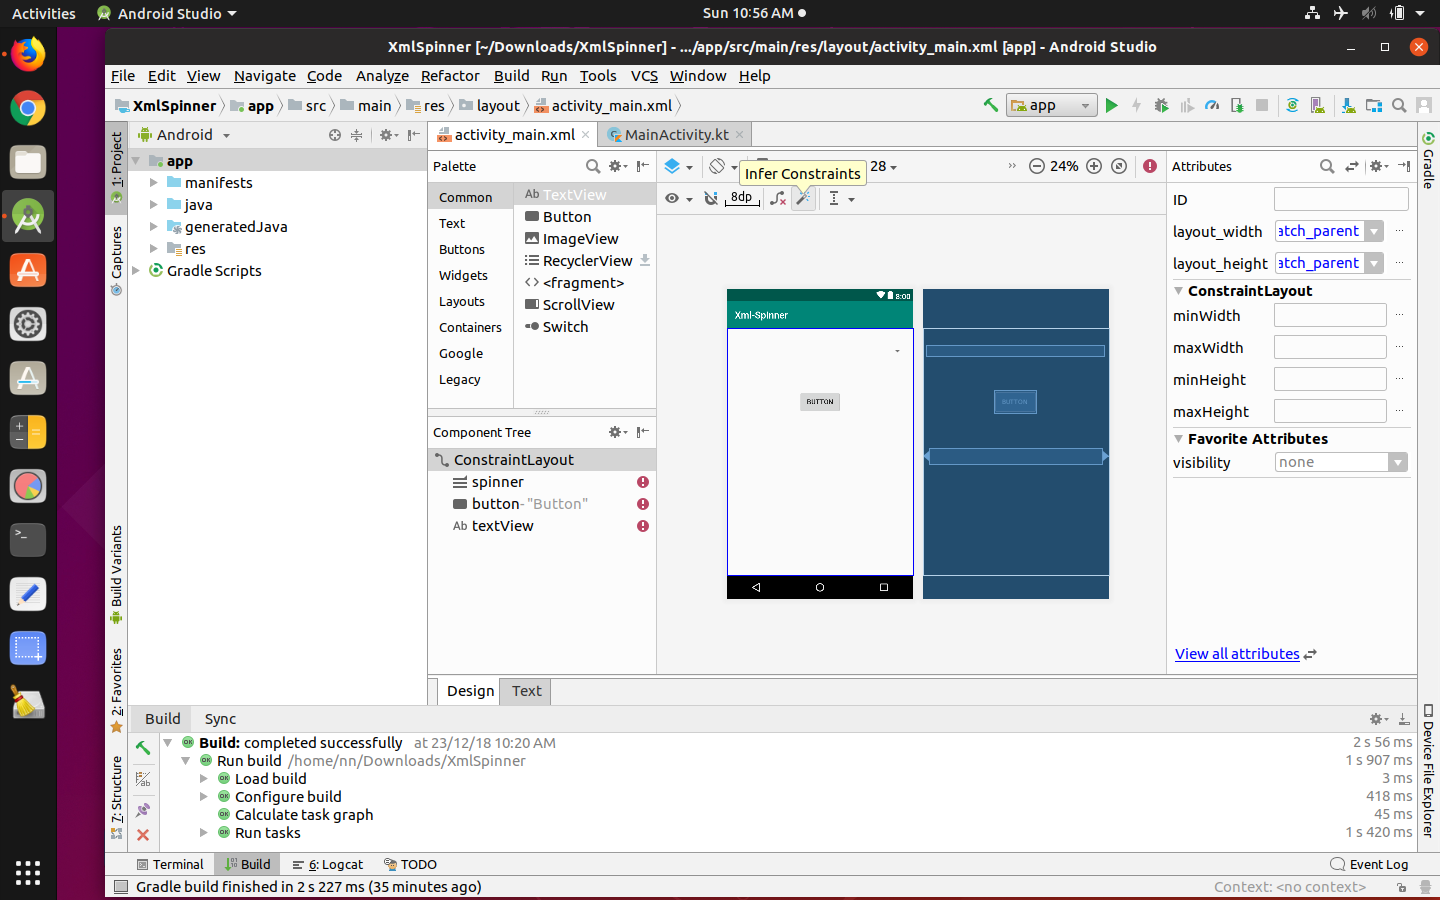 Activities
Android Studio
Sun 10:56 AM
XmlSpinner [~/Downloads/XmlSpinner] - .../app/src/main/res/layout/activity_main.xml [app] - Android Studio
File Edit View Navigate Code Analyze Refactor Build Run Tools VCS Window Help
XmlSpinner app src main res layout activity_main.xml
app
1: Project
Captures
Build Variants
2: Favorites
7: Structure
Android
app
manifests
java
generatedJava
res
Gradle Scripts
activity_main.xml
MainActivity.kt
Palette
Common
Text
Buttons
Widgets
Layouts
Containers
Google
Legacy
Ab TextView
Button
ImageView
RecyclerView
<fragment>
ScrollView
Switch
Component Tree
ConstraintLayout
spinner
button- "Button"
Ab textView
28
24%
Infer Constraints
8dp
8:00
Xml-Spinner
BUTTON
BUTTON
Attributes
ID
layout_width atch_parent
layout_height atch_parent
ConstraintLayout
minWidth
maxWidth
minHeight
maxHeight
Favorite Attributes
visibility none
View all attributes
Gradle
Device File Explorer
Design Text
Build Sync
Build: completed successfully at 23/12/18 10:20 AM 2 s 56 ms
Run build /home/nn/Downloads/XmlSpinner 1 s 907 ms
Load build 3 ms
Configure build 418 ms
Calculate task graph 45 ms
Run tasks 1 s 420 ms
Terminal Build 6: Logcat TODO Event Log
Gradle build finished in 2 s 227 ms (35 minutes ago) Context: <no context>